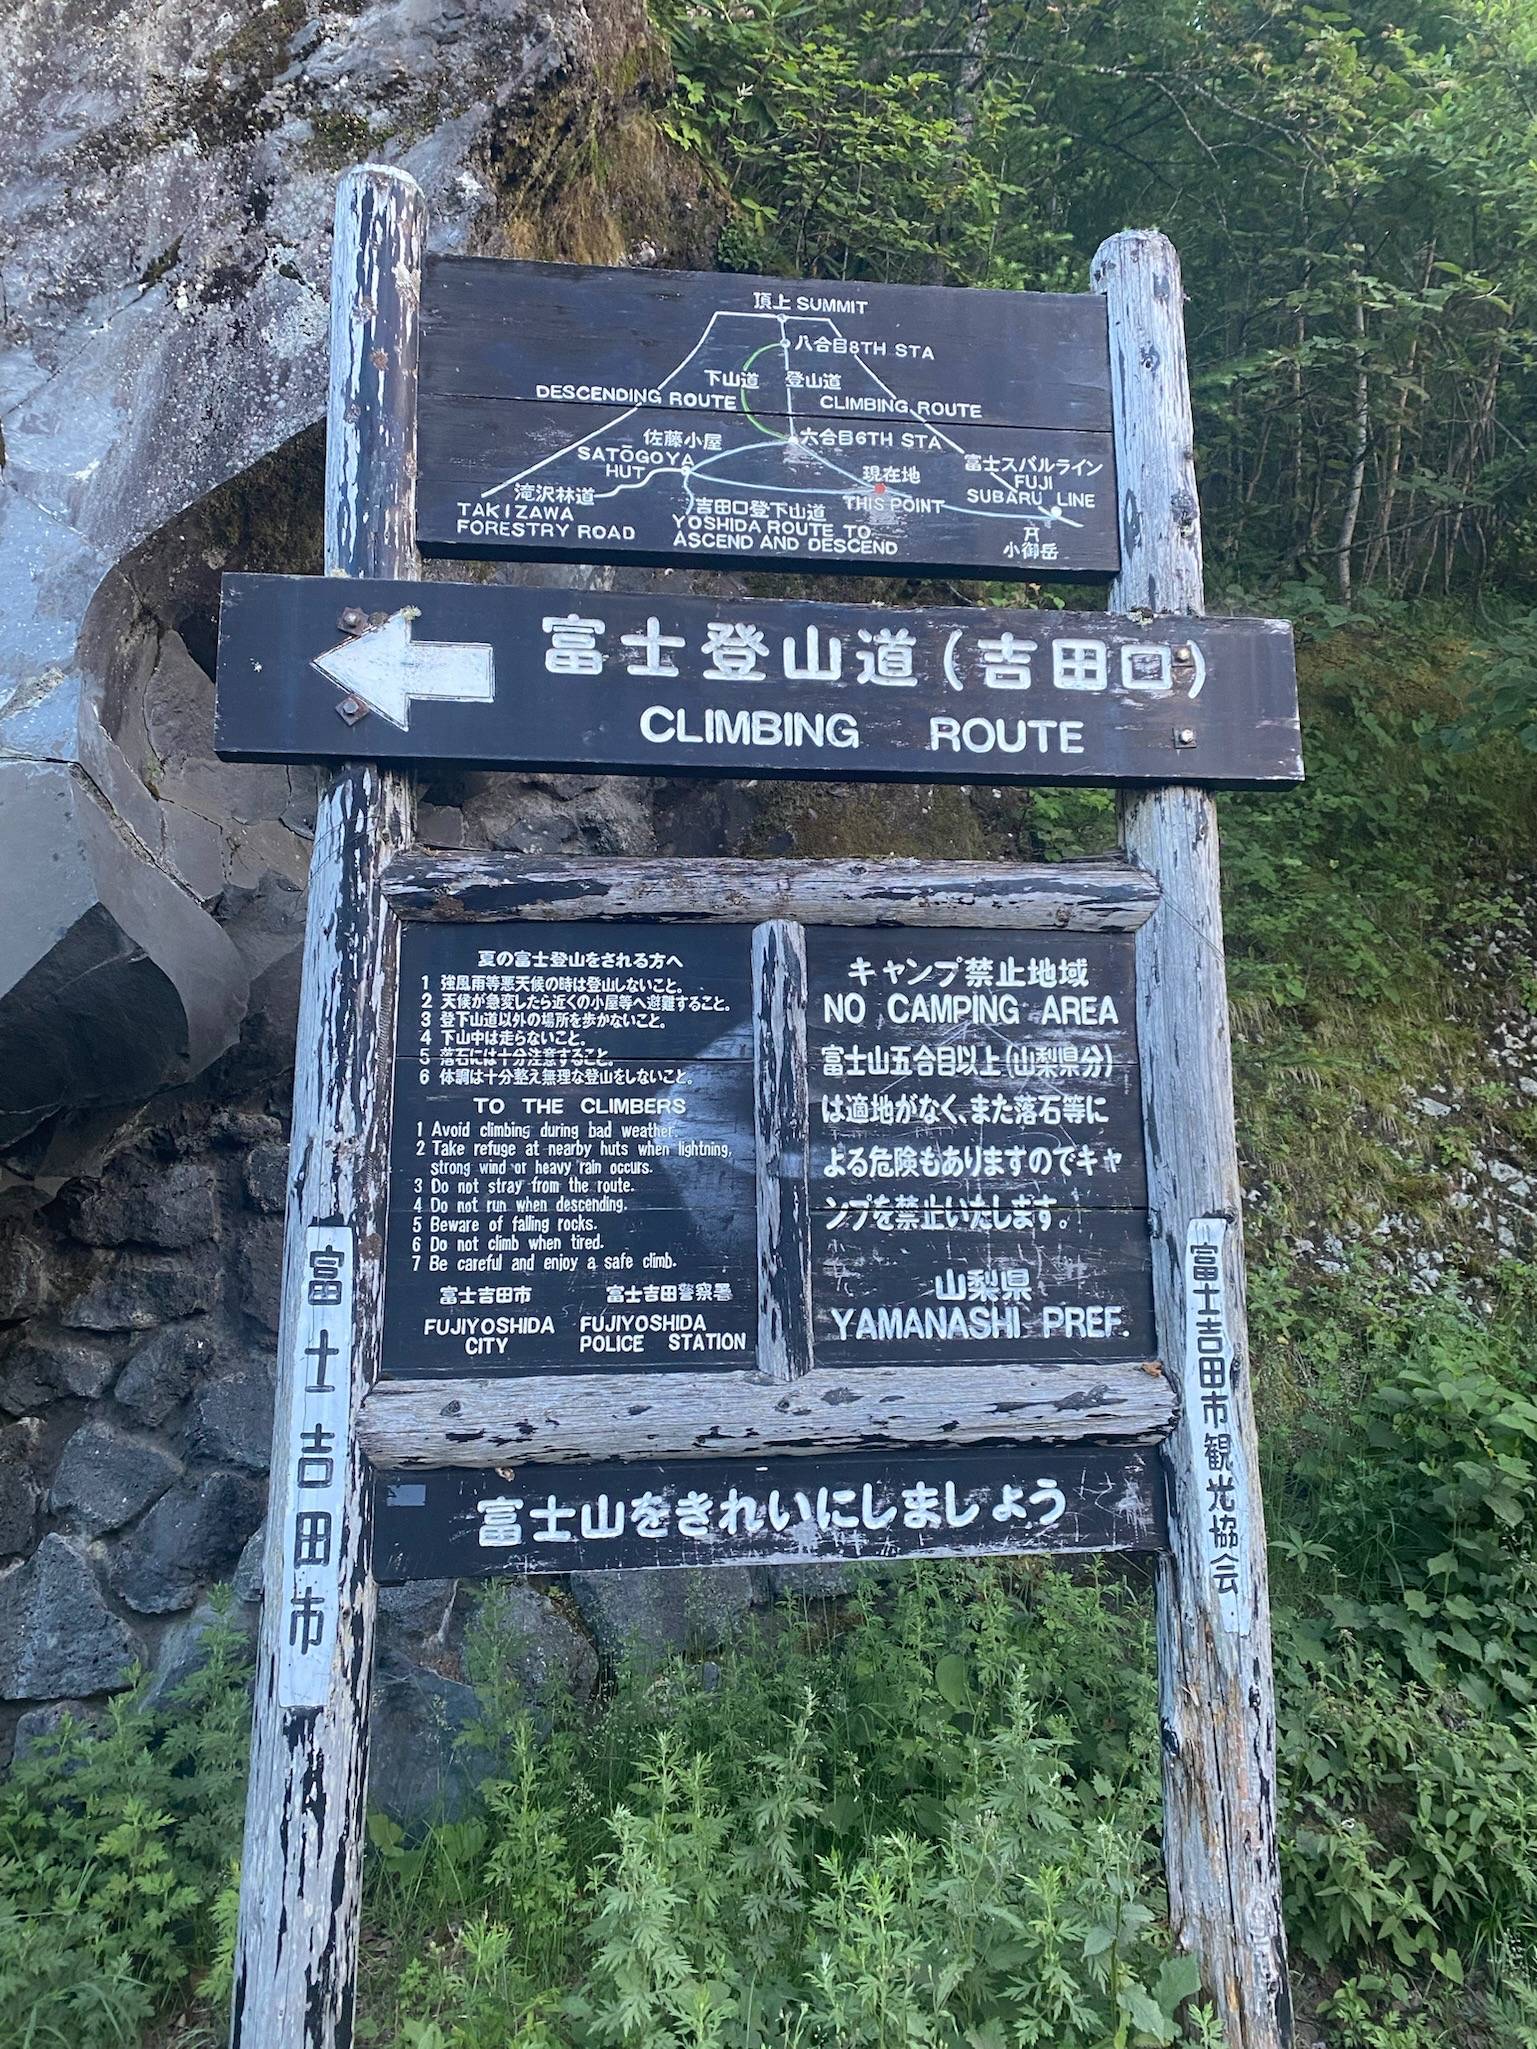 頂上 SUMMIT
八合目8TH STA
下山道 登山道
DESCENDING ROUTE CLIMBING ROUTE
佐藤小屋 六合目6TH STA
SATŌGOYA HUT
現在地
THIS POINT
富士スバルライン
FUJI
SUBARU LINE
滝沢林道
TAKIZAWA
FORESTRY ROAD
吉田口登下山道
YOSHIDA ROUTE TO
ASCEND AND DESCEND
小御岳
富士登山道(吉田口)
CLIMBING ROUTE
夏の富士登山をされる方へ
1 強風雨等悪天候の時は登山しないこと。
2 天候が急変したら近くの小屋等へ避難すること。
3 登下山道以外の場所を歩かないこと。
4 下山中は走らないこと。
5 落石には十分注意すること。
6 体調は十分整え無理な登山をしないこと。
TO THE CLIMBERS
1 Avoid climbing during bad weather.
2 Take refuge at nearby huts when lightning,
strong wind or heavy rain occurs.
3 Do not stray from the route.
4 Do not run when descending.
5 Beware of falling rocks.
6 Do not climb when tired.
7 Be careful and enjoy a safe climb.
富士吉田市 富士吉田警察署
FUJIYOSHIDA CITY
FUJIYOSHIDA POLICE STATION
キャンプ禁止地域
NO CAMPING AREA
富士山五合目以上(山梨県分)
は適地がなく、また落石等に
よる危険もありますのでキャ
ンプを禁止いたします。
山梨県
YAMANASHI PREF.
富士山をきれいにしましょう
富士吉田市
富士吉田市観光協会